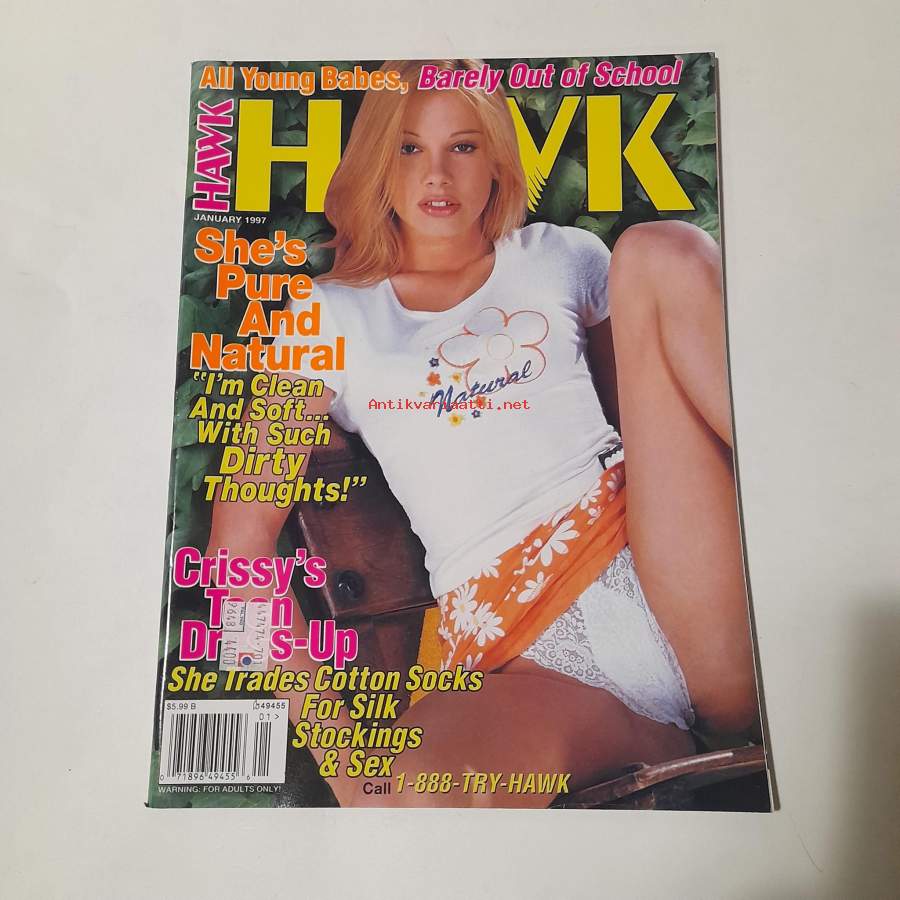 All Young Babes, Barely Out of School
HAWK
HAWK
JANUARY 1997
She's
Pure
And
Natural
"I'm Clean
And Soft...
With Such
Dirty
Thoughts!"
Natural
Antikvariaatti.net
Crissy's
She Trades Cotton Socks
For Silk
Stockings
& Sex
Call 1-888-TRY-HAWK
$5.99 B
49455
01>
0 71896 49455 6
WARNING: FOR ADULTS ONLY!